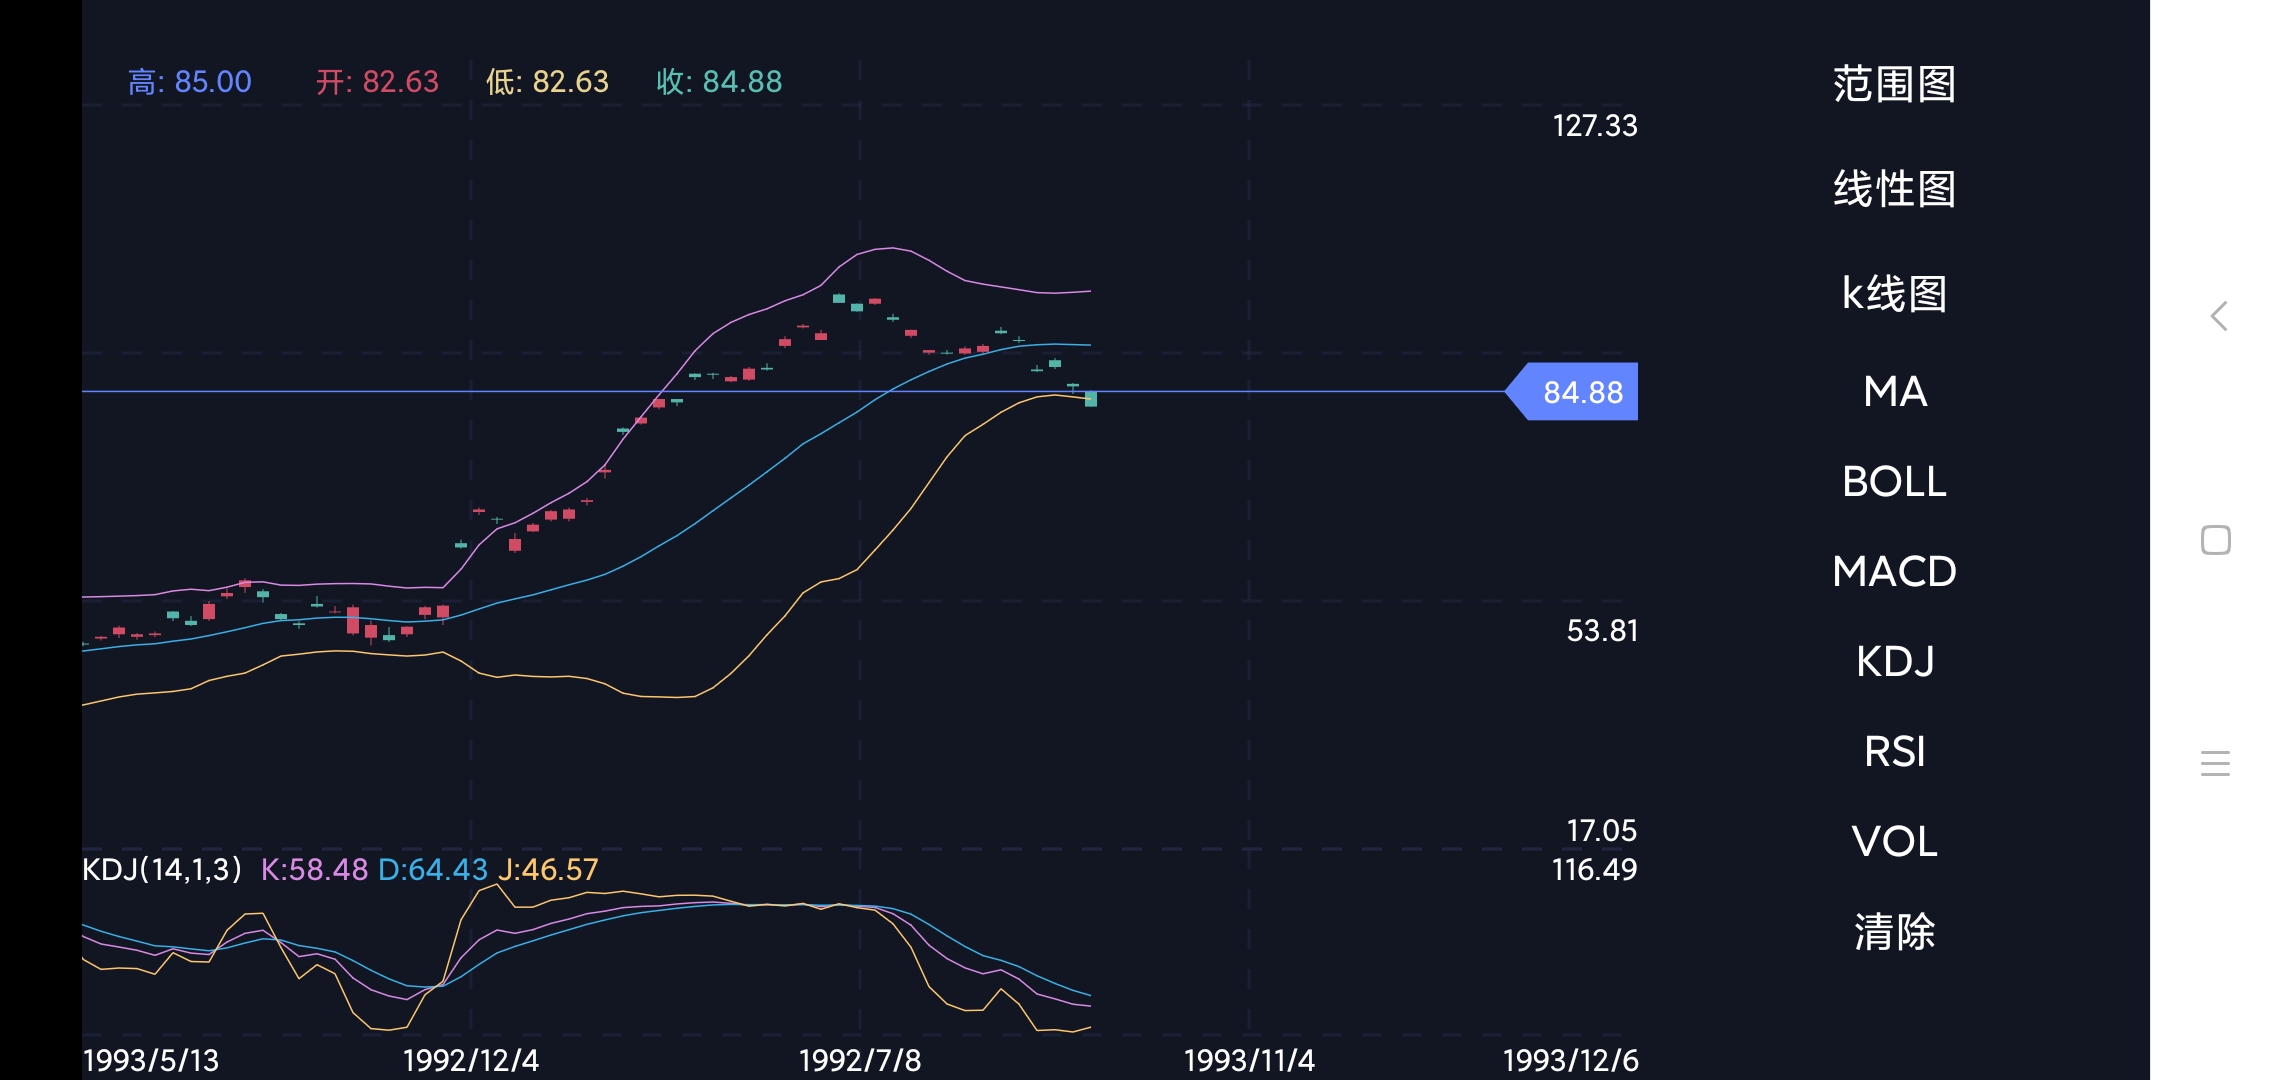 高: 85.00 开: 82.63 低: 82.63 收: 84.88
127.33
84.88
53.81
17.05
KDJ(14,1,3) K:58.48 D:64.43 J:46.57 116.49
1993/5/13 1992/12/4 1992/7/8 1993/11/4 1993/12/6
范围图
线性图
k线图
MA
BOLL
MACD
KDJ
RSI
VOL
清除